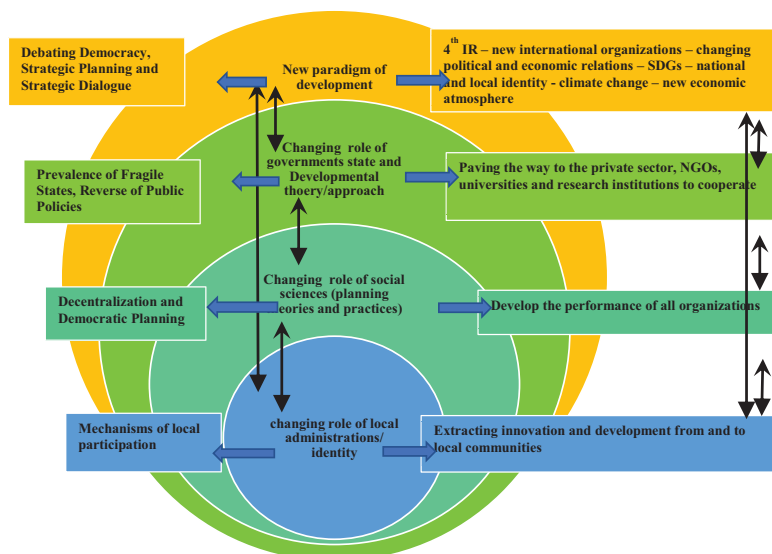 Debating Democracy,
Strategic Planning and
Strategic Dialogue
New paradigm of
development
4th IR – new international organizations – changing
political and economic relations – SDGs – national
and local identity - climate change – new economic
atmosphere
Prevalence of Fragile
States, Reverse of Public
Policies
Changing role of
governments state and
Developmental
thoery/approach
Paving the way to the private sector, NGOs,
universities and research institutions to cooperate
Decentralization and
Democratic Planning
Changing role of social
sciences (planning
theories and practices)
Develop the performance of all organizations
Mechanisms of local
participation
changing role of local
administrations/
identity
Extracting innovation and development from and to
local communities